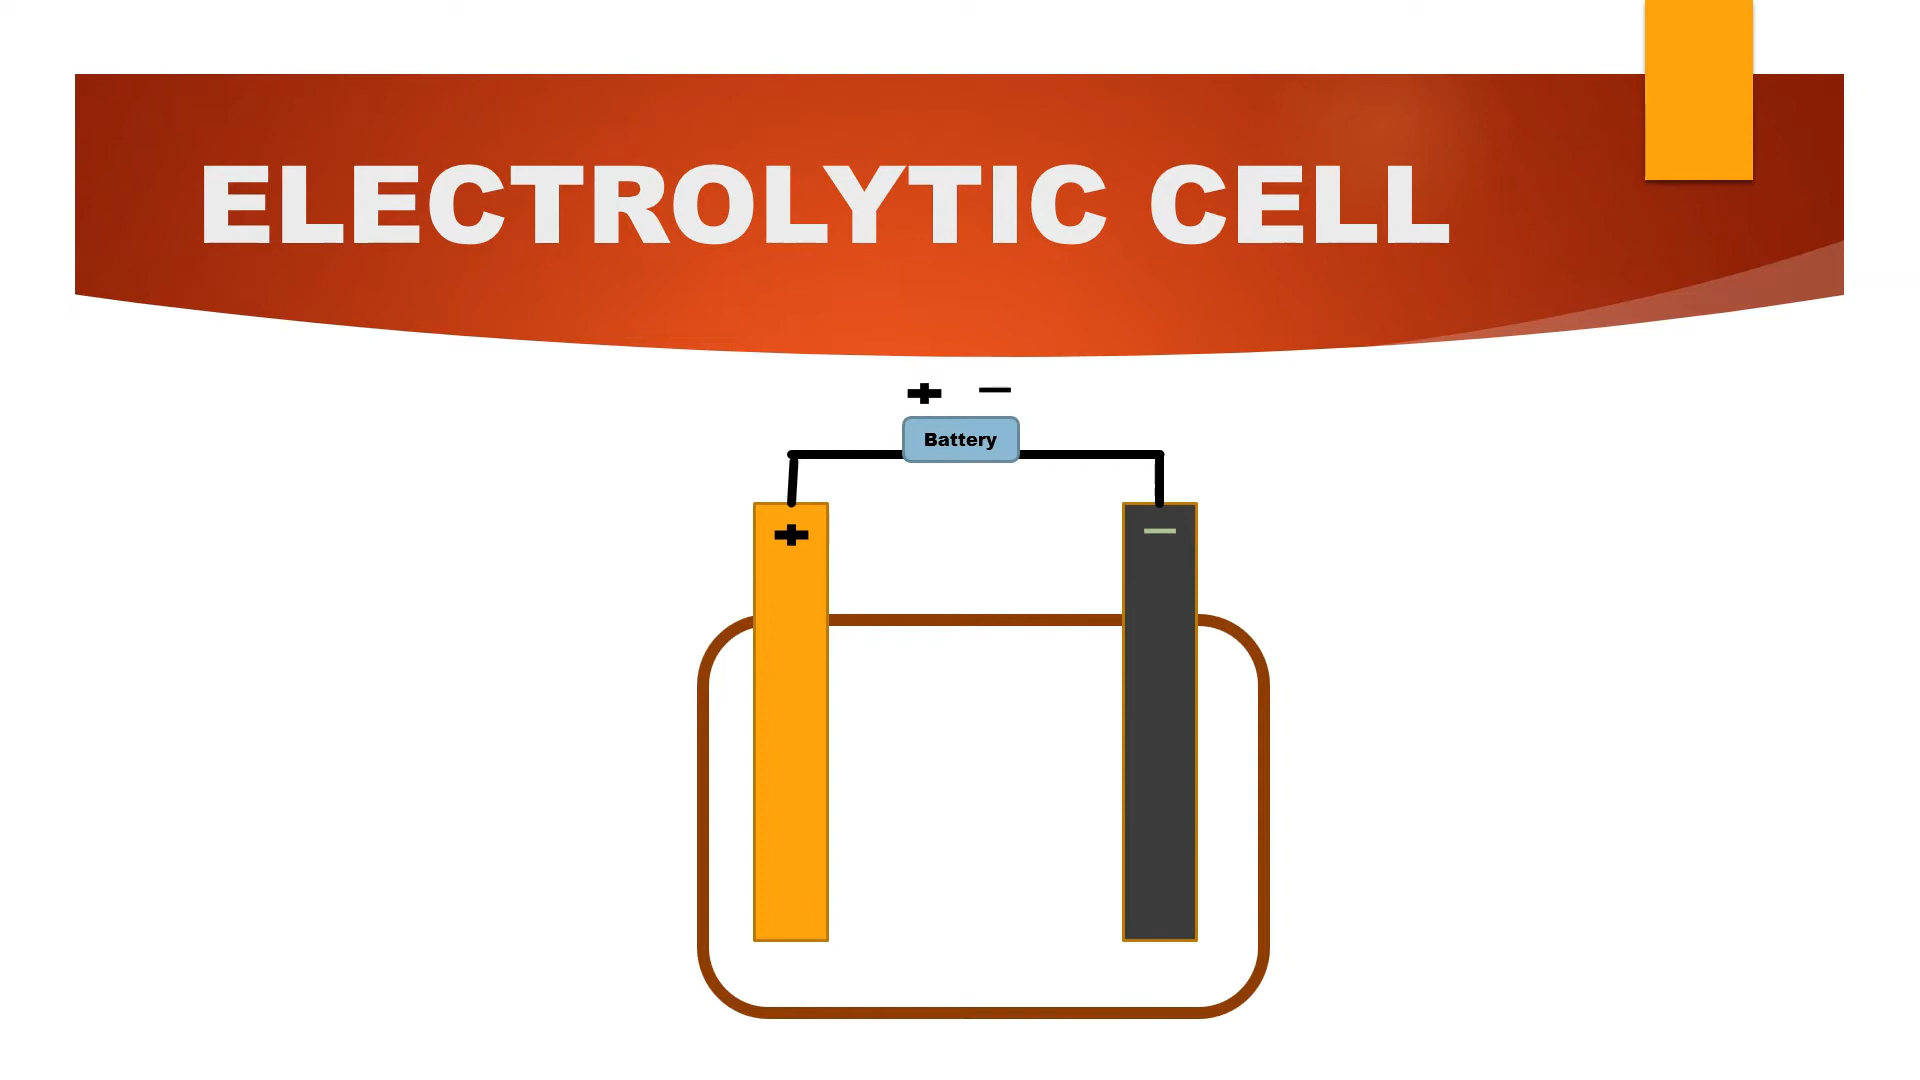 ELECTROLYTIC CELL
+ −
Battery
+ −